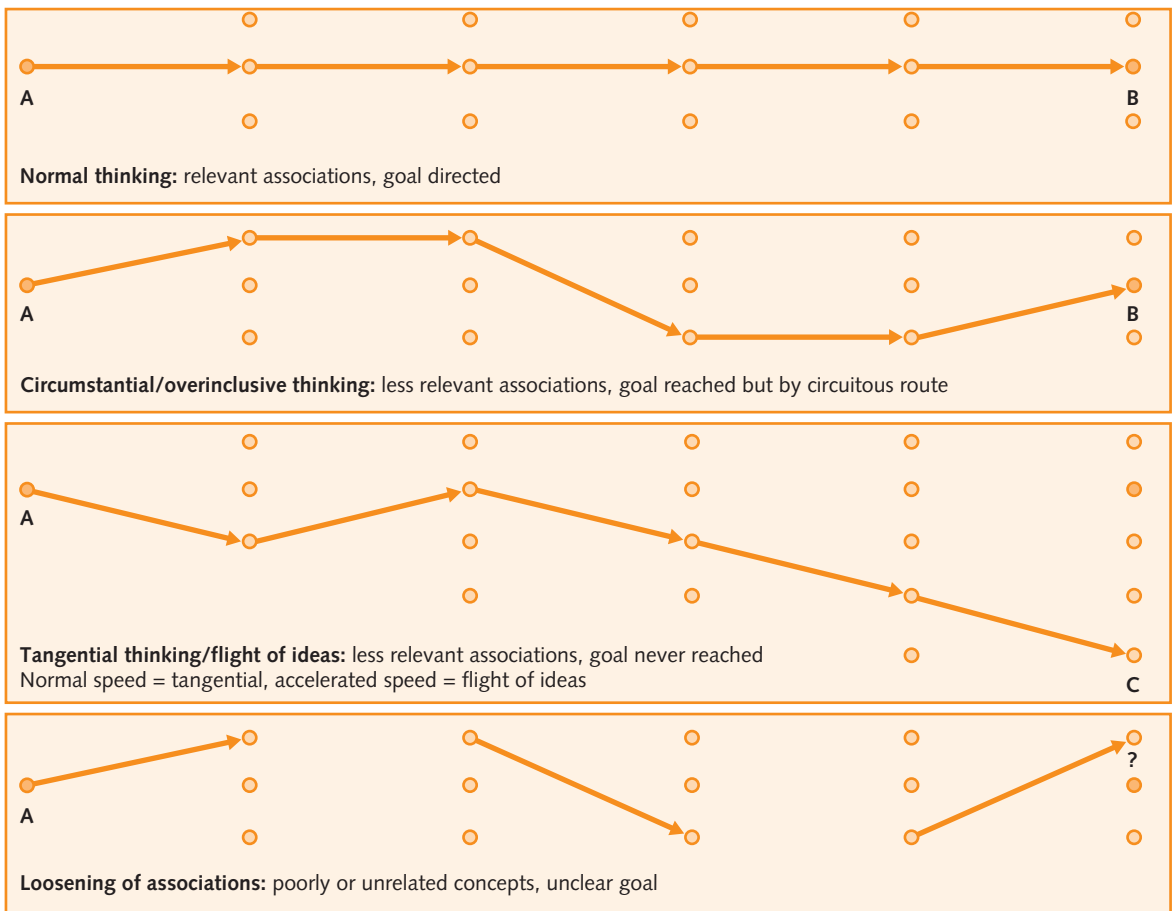 A
B
Normal thinking: relevant associations, goal directed
A
B
Circumstantial/overinclusive thinking: less relevant associations, goal reached but by circuitous route
A
Tangential thinking/flight of ideas: less relevant associations, goal never reached
Normal speed = tangential, accelerated speed = flight of ideas
C
?
A
Loosening of associations: poorly or unrelated concepts, unclear goal